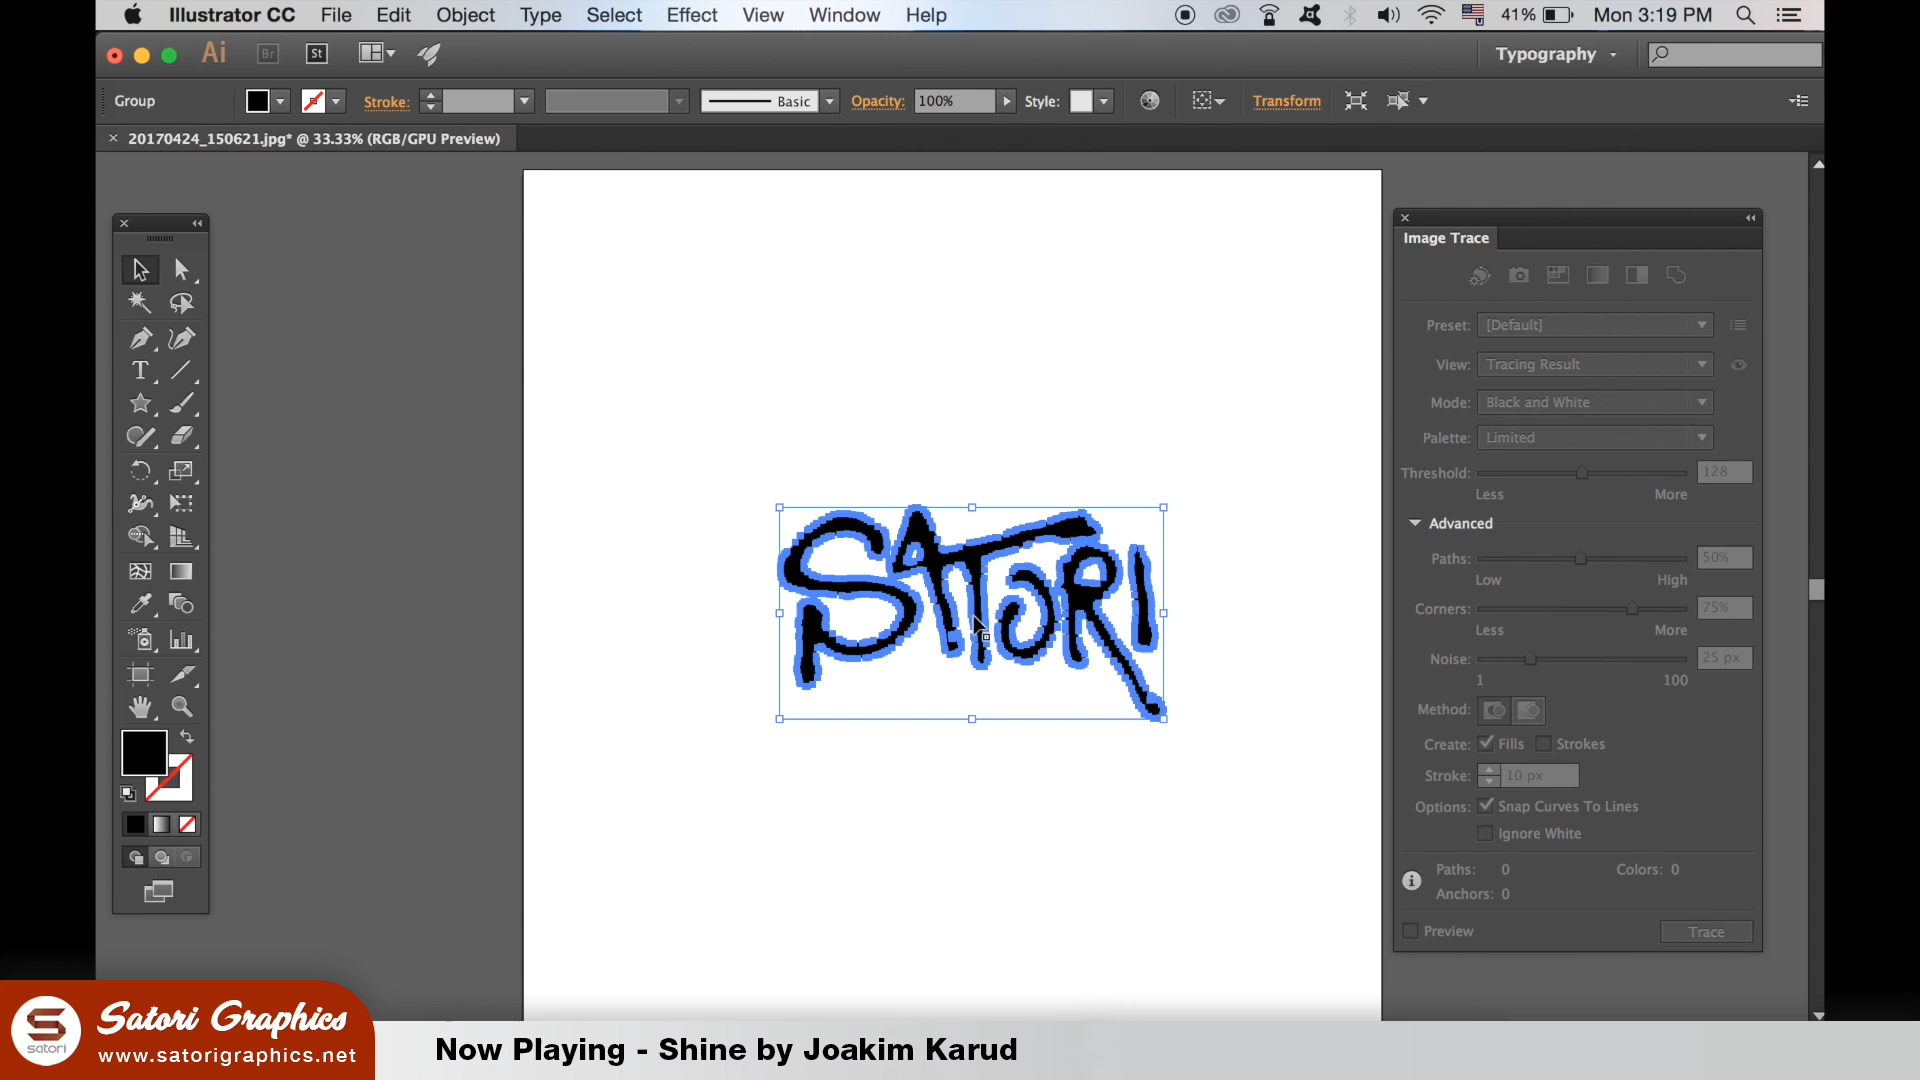 Illustrator CC File Edit Object Type Select Effect View Window Help 41% Mon 3:19 PM
Ai Br St Typography
Group Stroke: Basic Opacity: 100% Style: Transform
20170424_150621.jpg* @ 33.33% (RGB/GPU Preview)
Image Trace
Preset: [Default]
View: Tracing Result
Mode: Black and White
Palette: Limited
Threshold: 128
Less More
Advanced
Paths: 50%
Low High
Corners: 75%
Less More
Noise: 25 px
1 100
Method:
Create: Fills Strokes
Stroke: 10 px
Options: Snap Curves To Lines
Ignore White
Paths: 0 Colors: 0
Anchors: 0
Preview Trace
T
SATORI
satori
Satori Graphics
www.satorigraphics.net
Now Playing - Shine by Joakim Karud